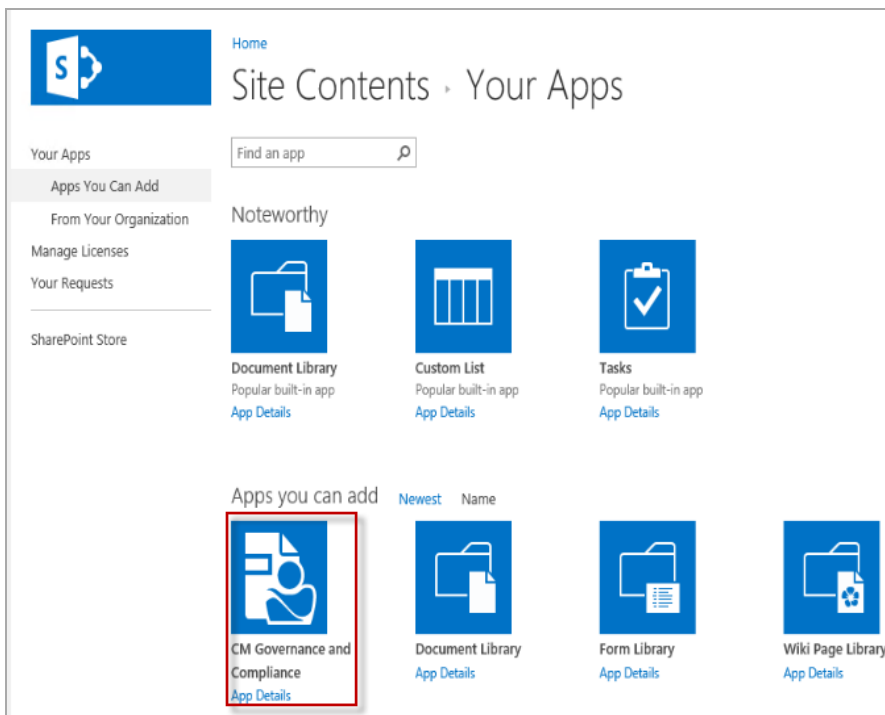 S
Home
Site Contents › Your Apps
Find an app
Your Apps
Apps You Can Add
From Your Organization
Manage Licenses
Your Requests
SharePoint Store
Noteworthy
Document Library
Popular built-in app
App Details
Custom List
Popular built-in app
App Details
Tasks
Popular built-in app
App Details
Apps you can add Newest Name
CM Governance and
Compliance
App Details
Document Library
App Details
Form Library
App Details
Wiki Page Library
App Details